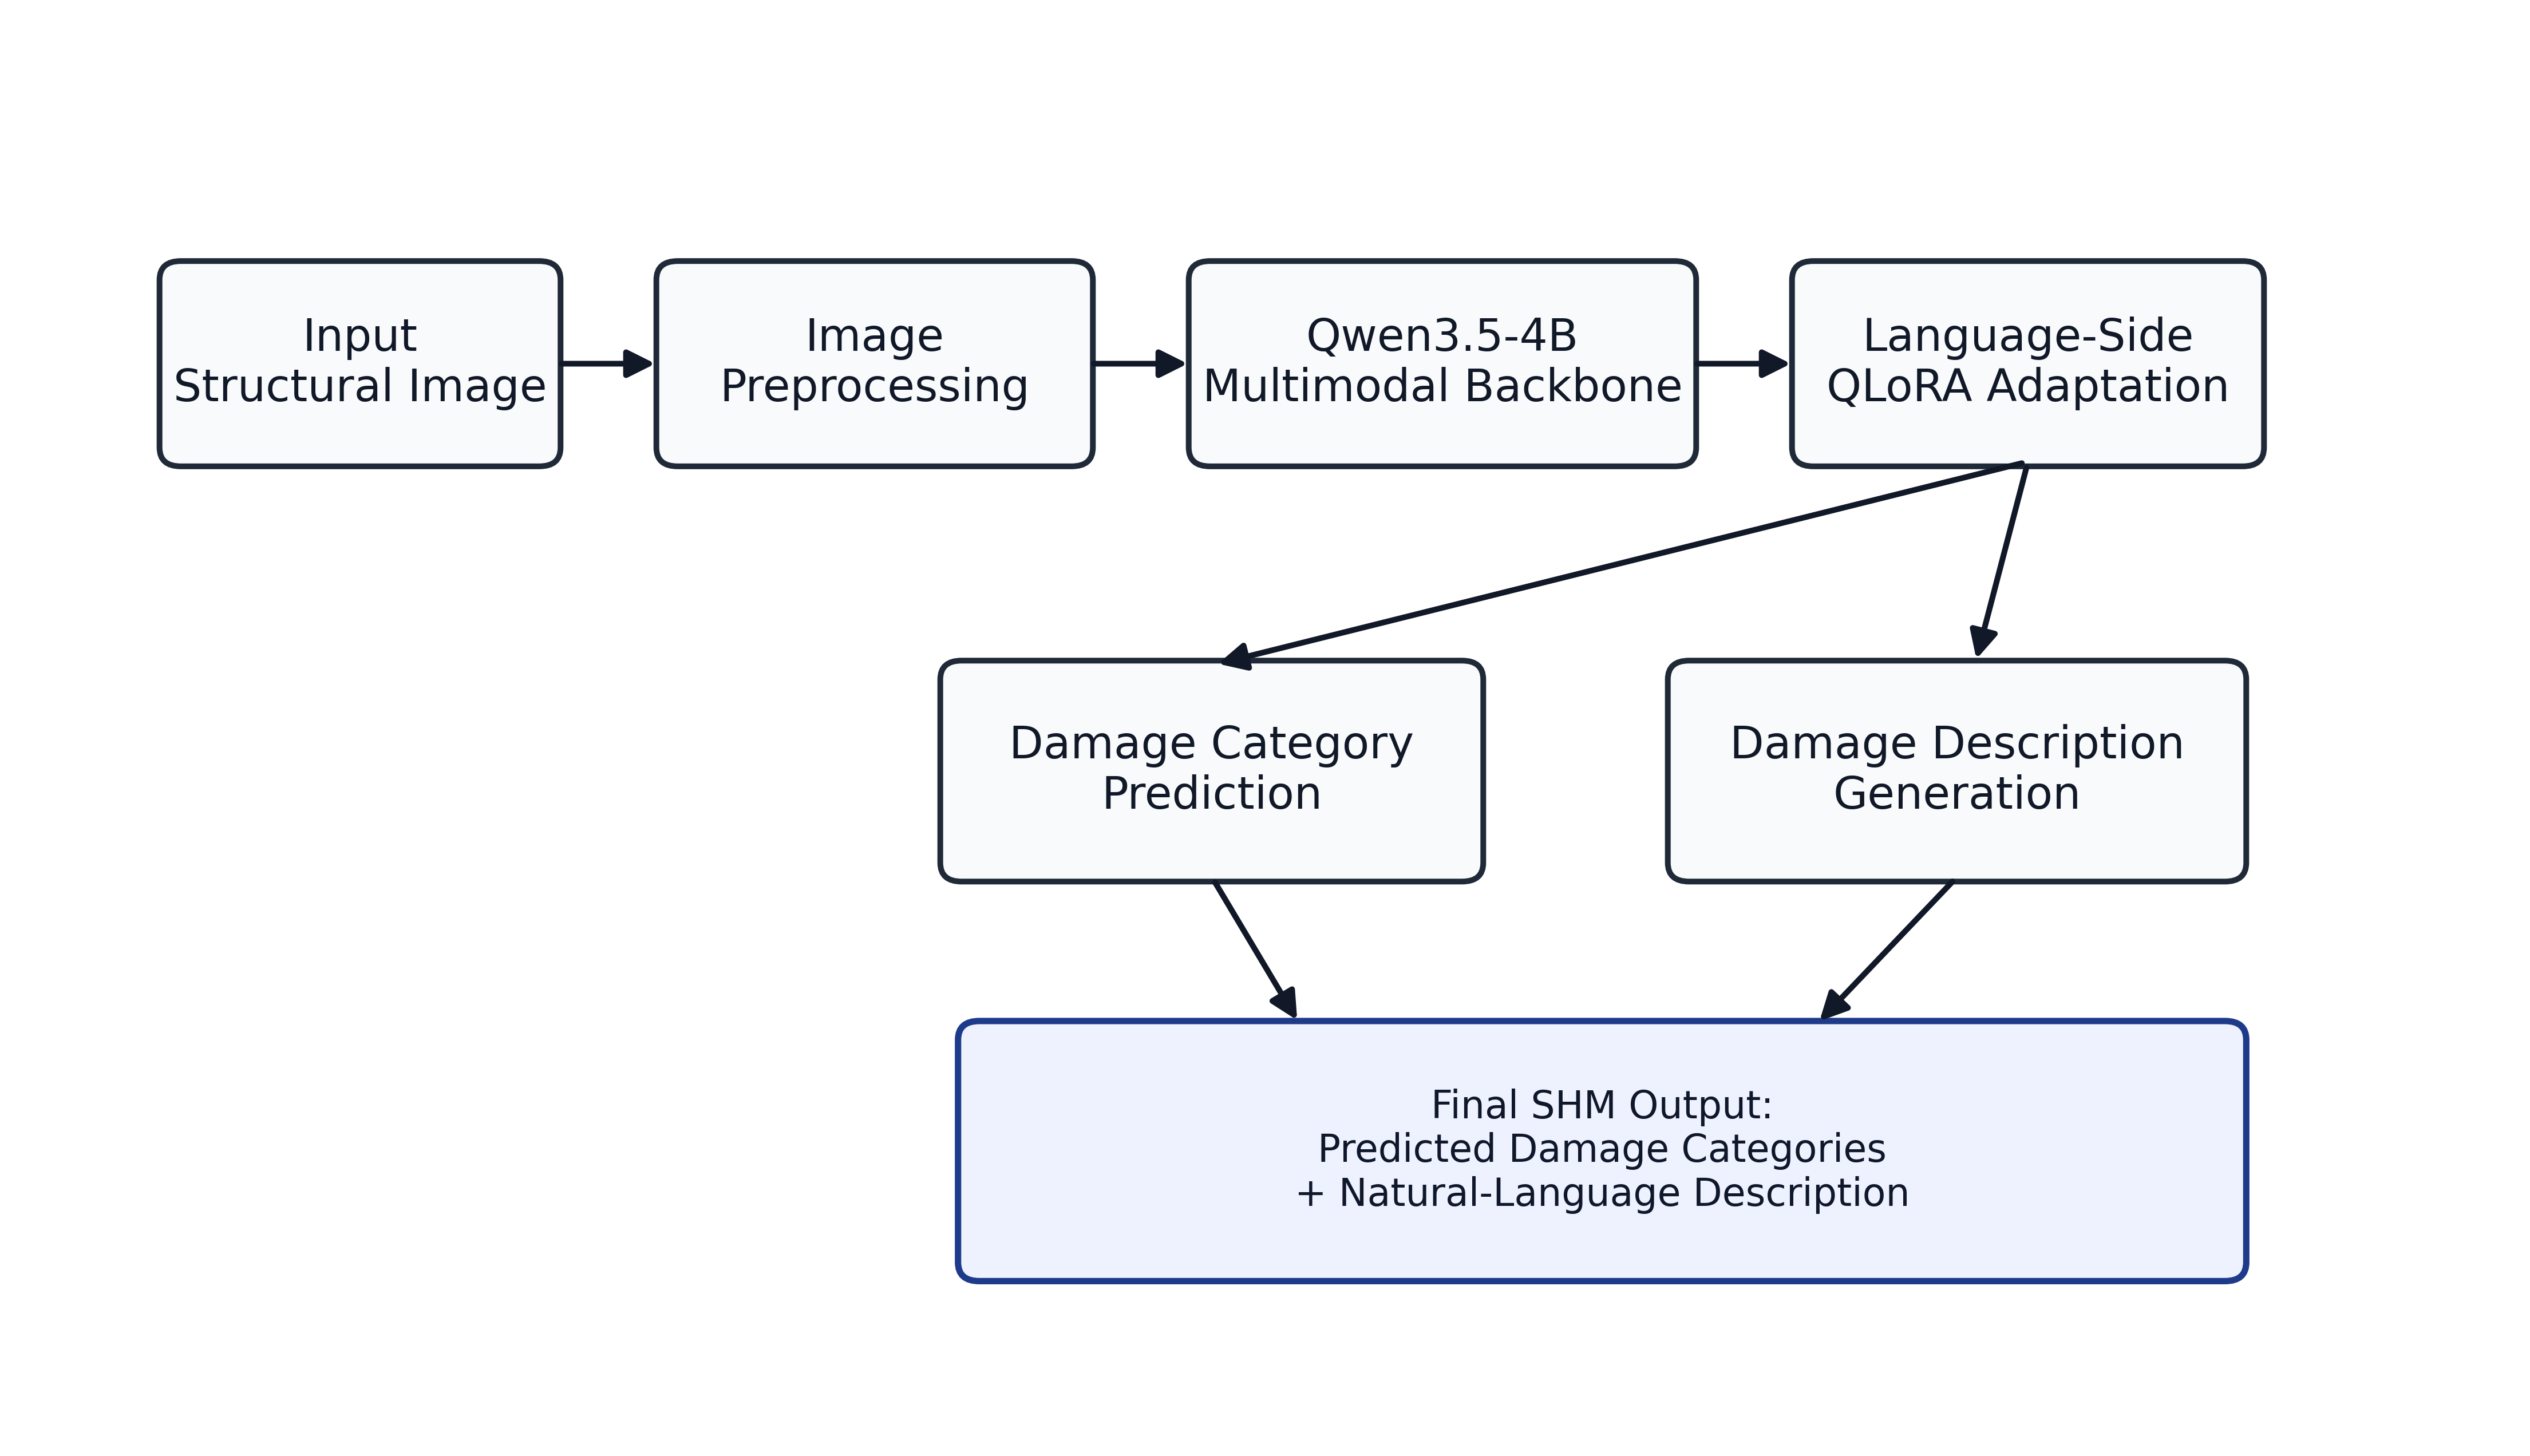 Input
Structural Image
Image
Preprocessing
Qwen3.5-4B
Multimodal Backbone
Language-Side
QLoRA Adaptation
Damage Category
Prediction
Damage Description
Generation
Final SHM Output:
Predicted Damage Categories
+ Natural-Language Description